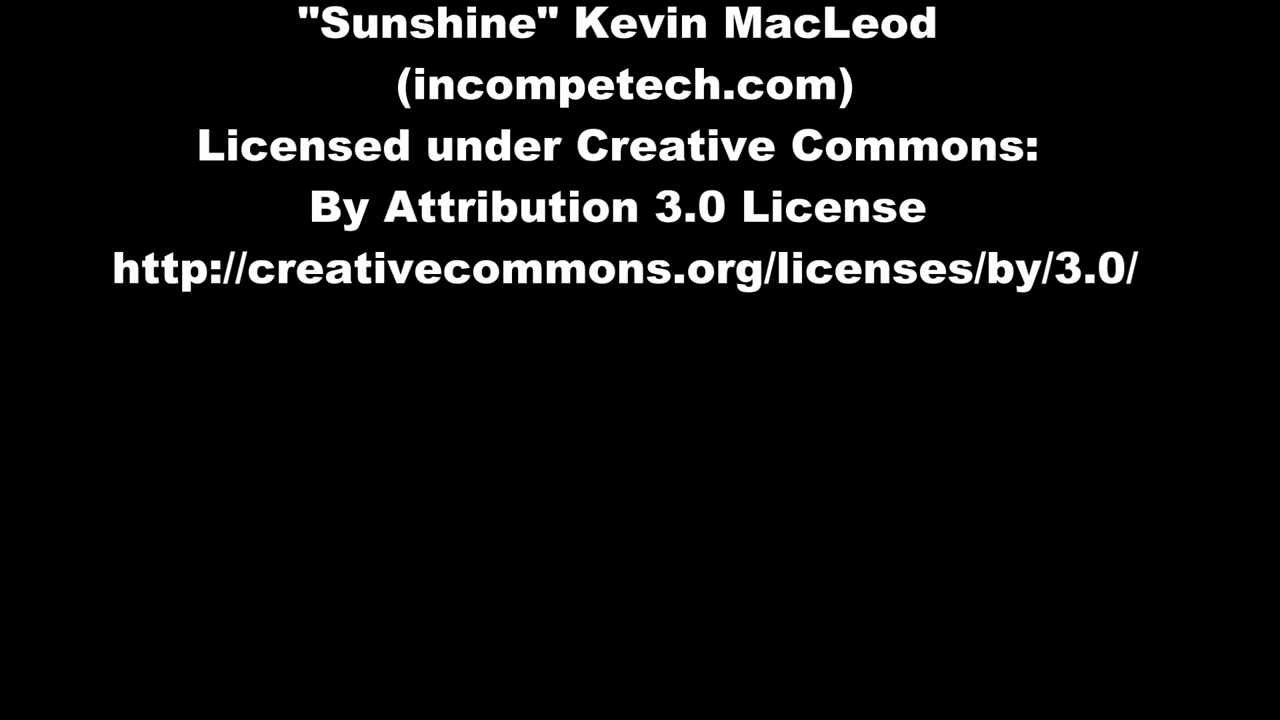 "Sunshine" Kevin MacLeod
(incompetech.com)
Licensed under Creative Commons:
By Attribution 3.0 License
http://creativecommons.org/licenses/by/3.0/